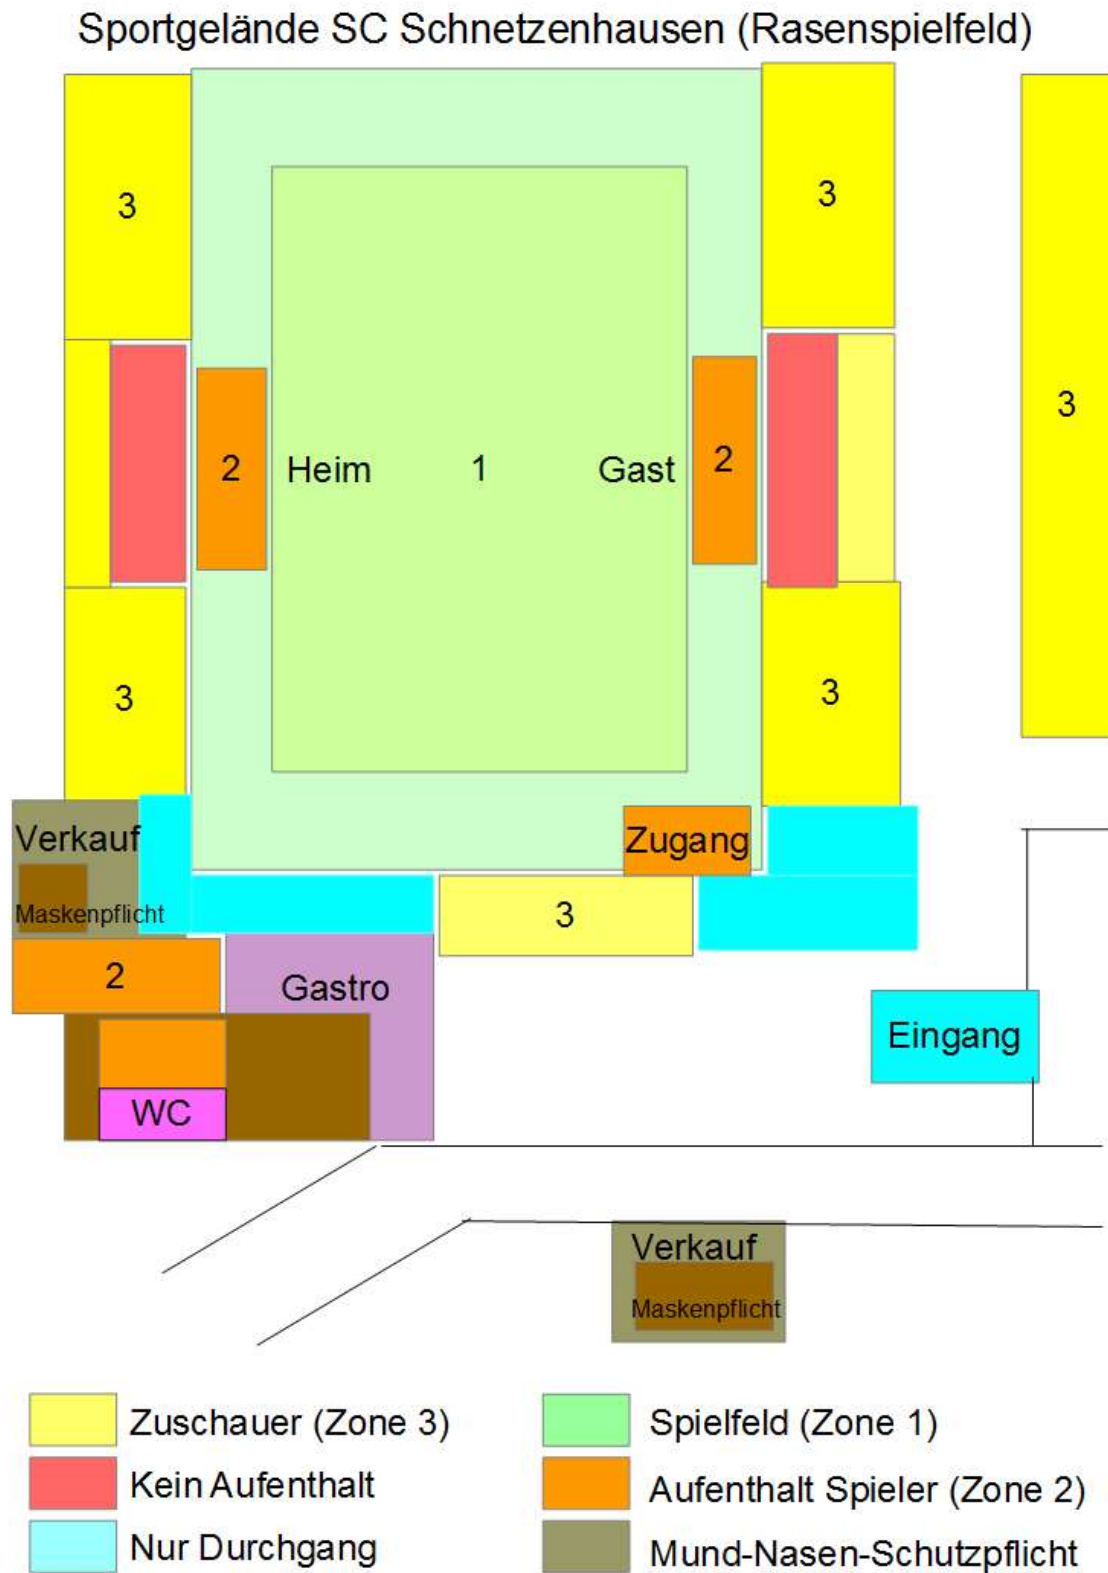 Sportgelände SC Schnetzenhausen (Rasenspielfeld)
3
3
3
2
Heim
1
Gast
2
3
3
Verkauf
Zugang
Maskenpflicht
3
2
Gastro
Eingang
WC
Verkauf
Maskenpflicht
Zuschauer (Zone 3)
Spielfeld (Zone 1)
Kein Aufenthalt
Aufenthalt Spieler (Zone 2)
Nur Durchgang
Mund-Nasen-Schutzpflicht